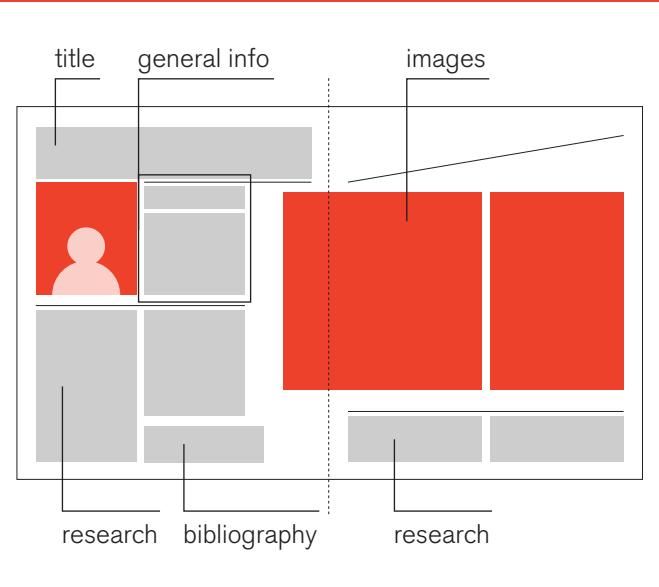 title
general info
images
research
bibliography
research